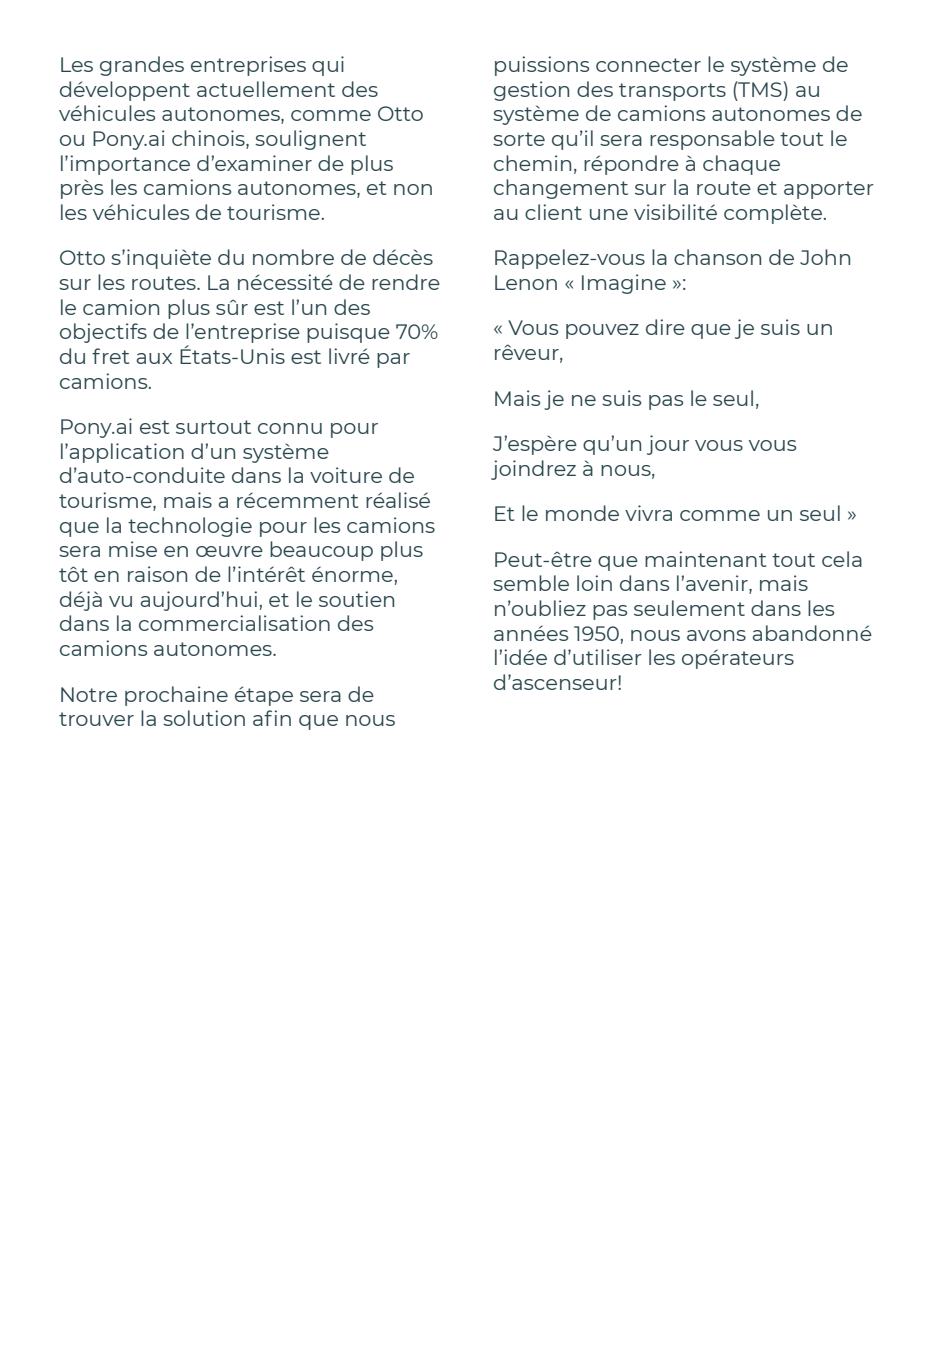 Les grandes entreprises qui
développent actuellement des
véhicules autonomes, comme Otto
ou Pony.ai chinois, soulignent
l’importance d’examiner de plus
près les camions autonomes, et non
les véhicules de tourisme.
Otto s’inquiète du nombre de décès
sur les routes. La nécessité de rendre
le camion plus sûr est l’un des
objectifs de l’entreprise puisque 70%
du fret aux États-Unis est livré par
camions.
Pony.ai est surtout connu pour
l’application d’un système
d’auto-conduite dans la voiture de
tourisme, mais a récemment réalisé
que la technologie pour les camions
sera mise en œuvre beaucoup plus
tôt en raison de l’intérêt énorme,
déjà vu aujourd’hui, et le soutien
dans la commercialisation des
camions autonomes.
Notre prochaine étape sera de
trouver la solution afin que nous
puissions connecter le système de
gestion des transports (TMS) au
système de camions autonomes de
sorte qu’il sera responsable tout le
chemin, répondre à chaque
changement sur la route et apporter
au client une visibilité complète.
Rappelez-vous la chanson de John
Lenon « Imagine »:
« Vous pouvez dire que je suis un
rêveur,
Mais je ne suis pas le seul,
J’espère qu’un jour vous vous
joindrez à nous,
Et le monde vivra comme un seul »
Peut-être que maintenant tout cela
semble loin dans l’avenir, mais
n’oubliez pas seulement dans les
années 1950, nous avons abandonné
l’idée d’utiliser les opérateurs
d’ascenseur!